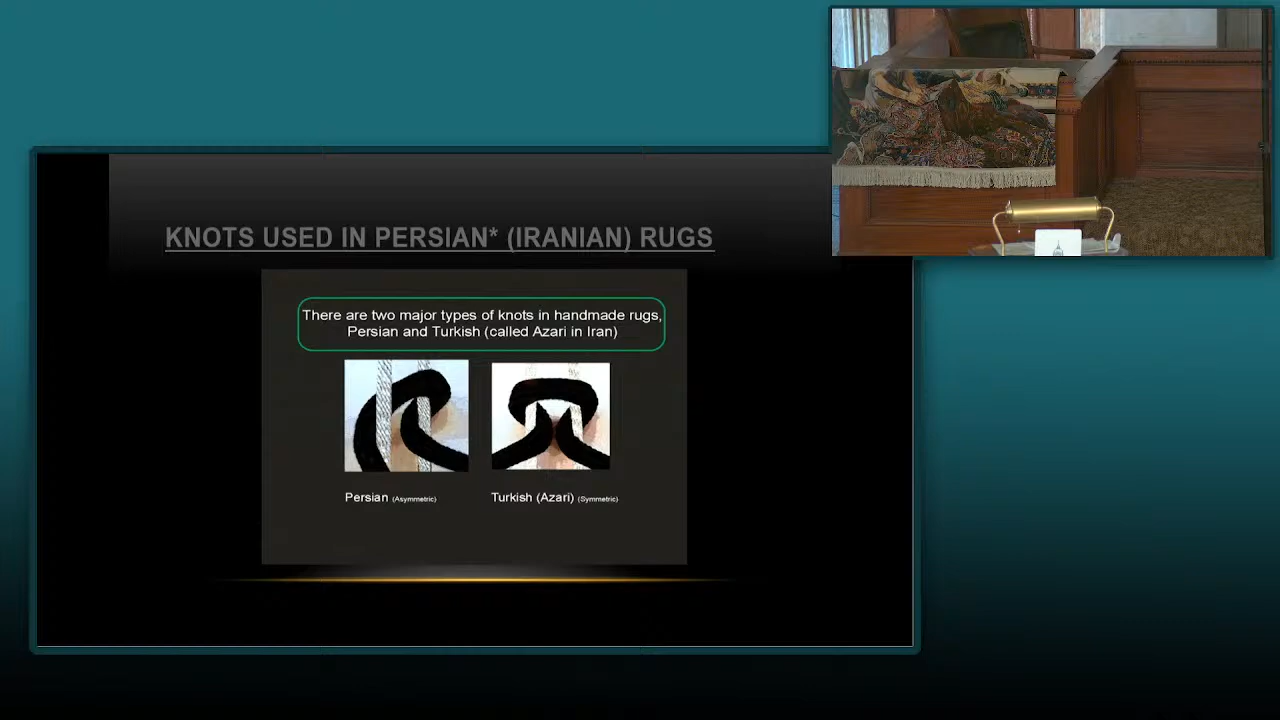 KNOTS USED IN PERSIAN* (IRANIAN) RUGS
There are two major types of knots in handmade rugs,
Persian and Turkish (called Azari in Iran)
Persian (Asymmetric)
Turkish (Azari) (Symmetric)